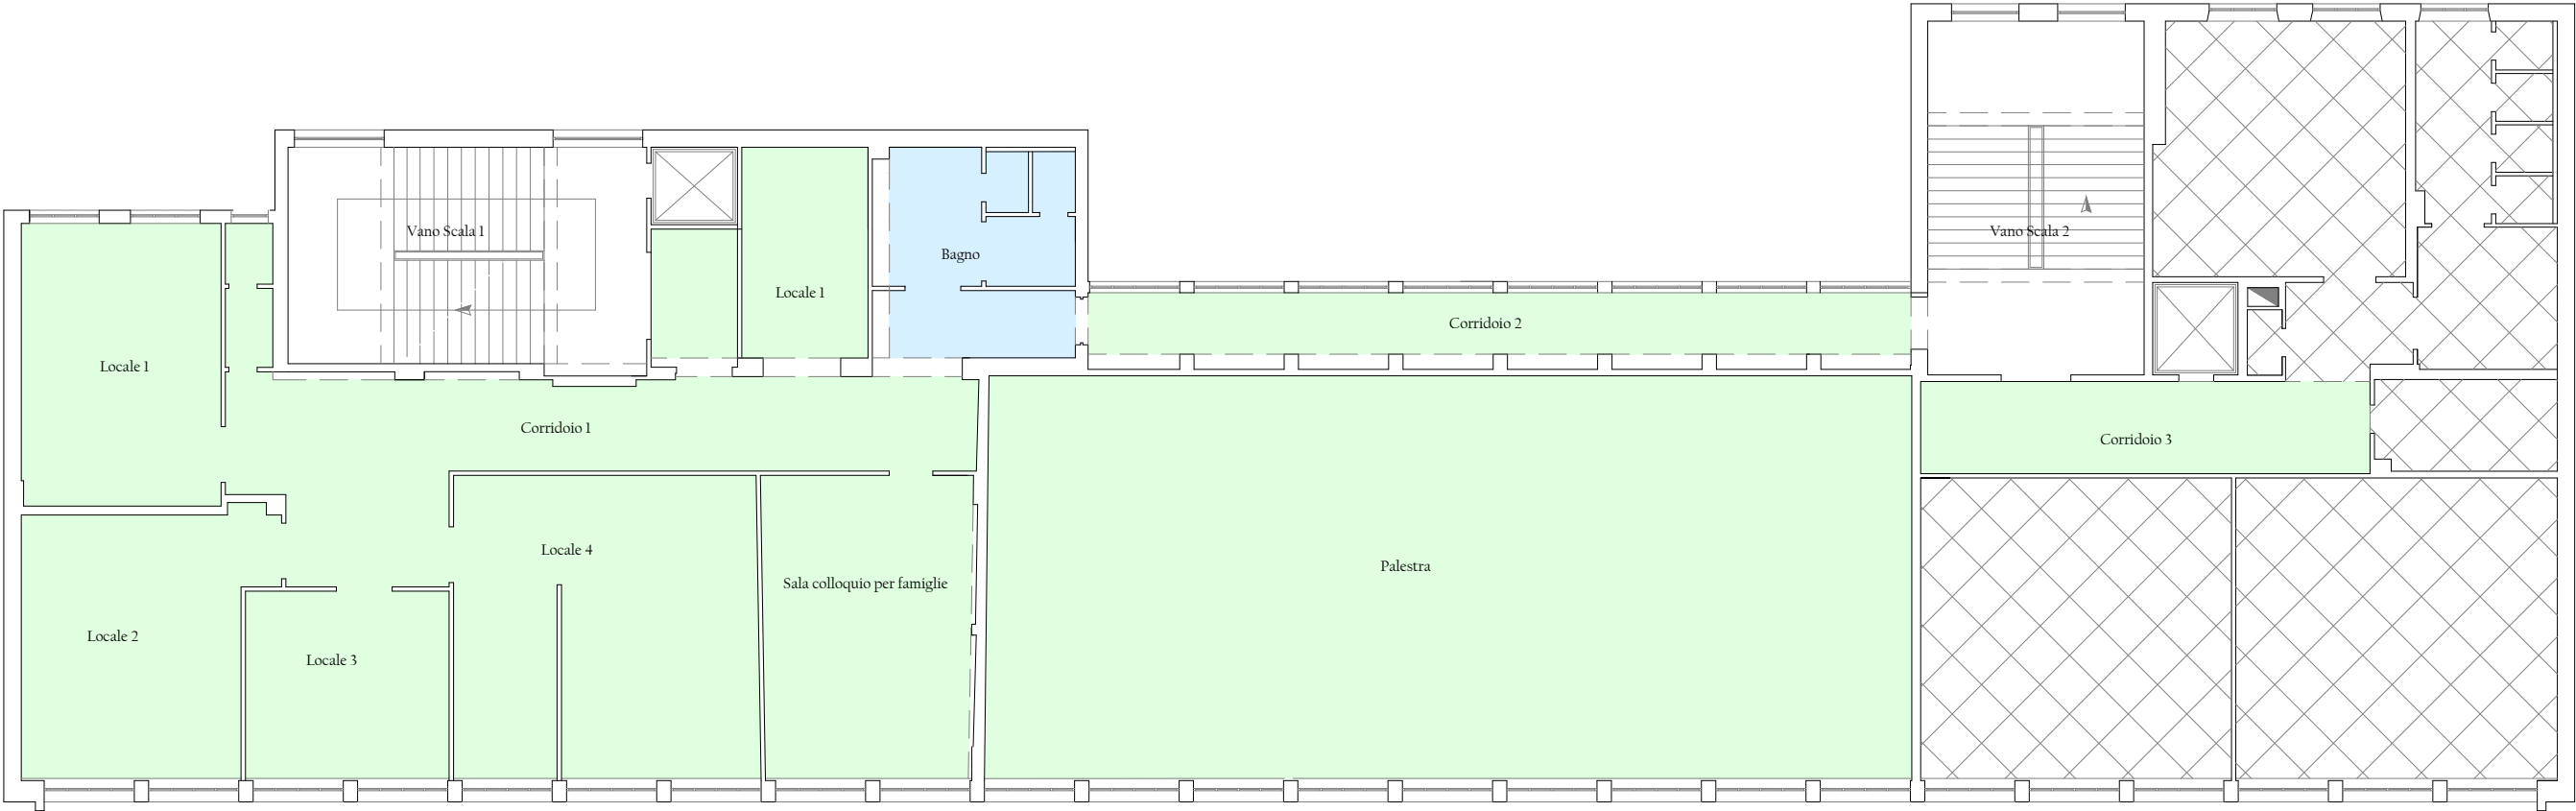 Vano Scala 1
Vano Scala 2
Bagno
Locale 1
Corridoio 2
Locale 1
Corridoio 1
Corridoio 3
Locale 4
Palestra
Sala colloquio per famiglie
Locale 2
Locale 3